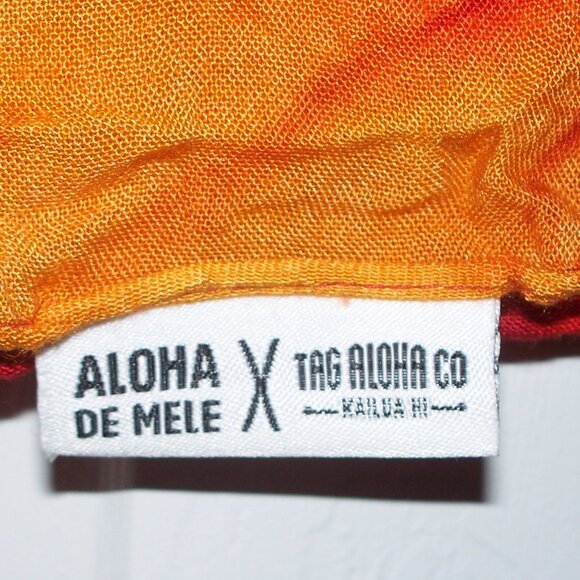 ALOHA
DE MELE
X
TAG ALOHA CO
KAILUA HI